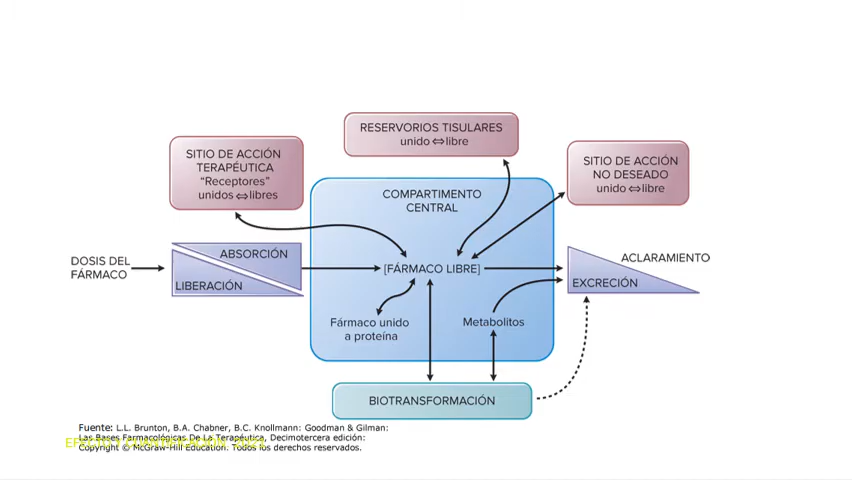 RESERVORIOS TISULARES
unido ⇔ libre
SITIO DE ACCIÓN
TERAPÉUTICA
“Receptores”
unidos ⇔ libres
SITIO DE ACCIÓN
NO DESEADO
unido ⇔ libre
COMPARTIMENTO
CENTRAL
DOSIS DEL
FÁRMACO
ABSORCIÓN
LIBERACIÓN
[FÁRMACO LIBRE]
ACLARAMIENTO
EXCRECIÓN
Fármaco unido
a proteína
Metabolitos
BIOTRANSFORMACIÓN
Fuente: L.L. Brunton, B.A. Chabner, B.C. Knollmann: Goodman & Gilman:
Las Bases Farmacológicas De La Terapéutica, Decimotercera edición:
Copyright © McGraw-Hill Education. Todos los derechos reservados.